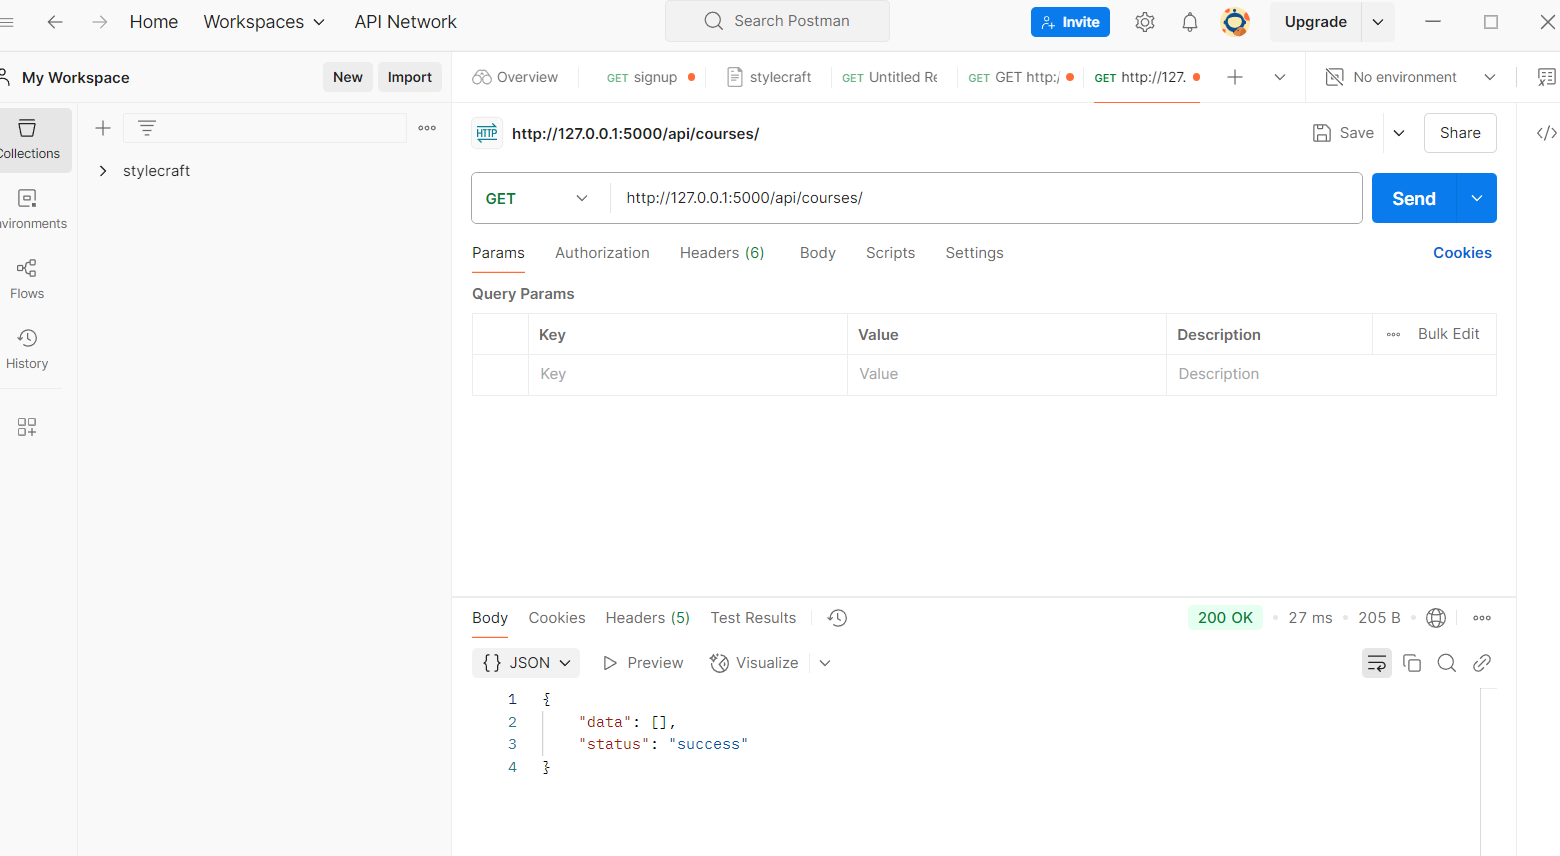 Home Workspaces API Network Search Postman Invite Upgrade
My Workspace New Import Overview GET signup stylecraft GET Untitled Re GET GET http:/ GET http://127. No environment
Collections
stylecraft
vironments
Flows
History
HTTP http://127.0.0.1:5000/api/courses/ Save Share
GET http://127.0.0.1:5000/api/courses/ Send
Params Authorization Headers (6) Body Scripts Settings Cookies
Query Params
Key Value Description Bulk Edit
Key Value Description
Body Cookies Headers (5) Test Results 200 OK • 27 ms • 205 B •
{} JSON Preview Visualize
1 {
2 "data": [],
3 "status": "success"
4 }